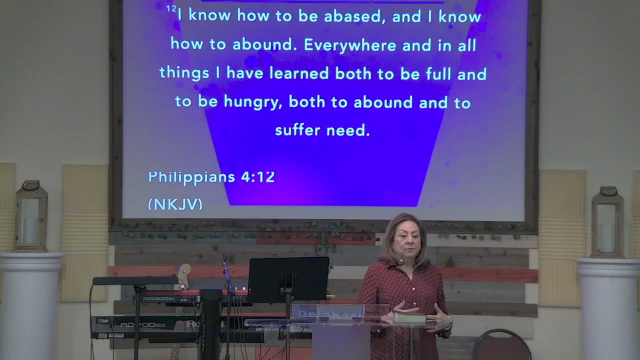 ¹²I know how to be abased, and I know
how to abound. Everywhere and in all
things I have learned both to be full and
to be hungry, both to abound and to
suffer need.
Philippians 4:12
(NKJV)